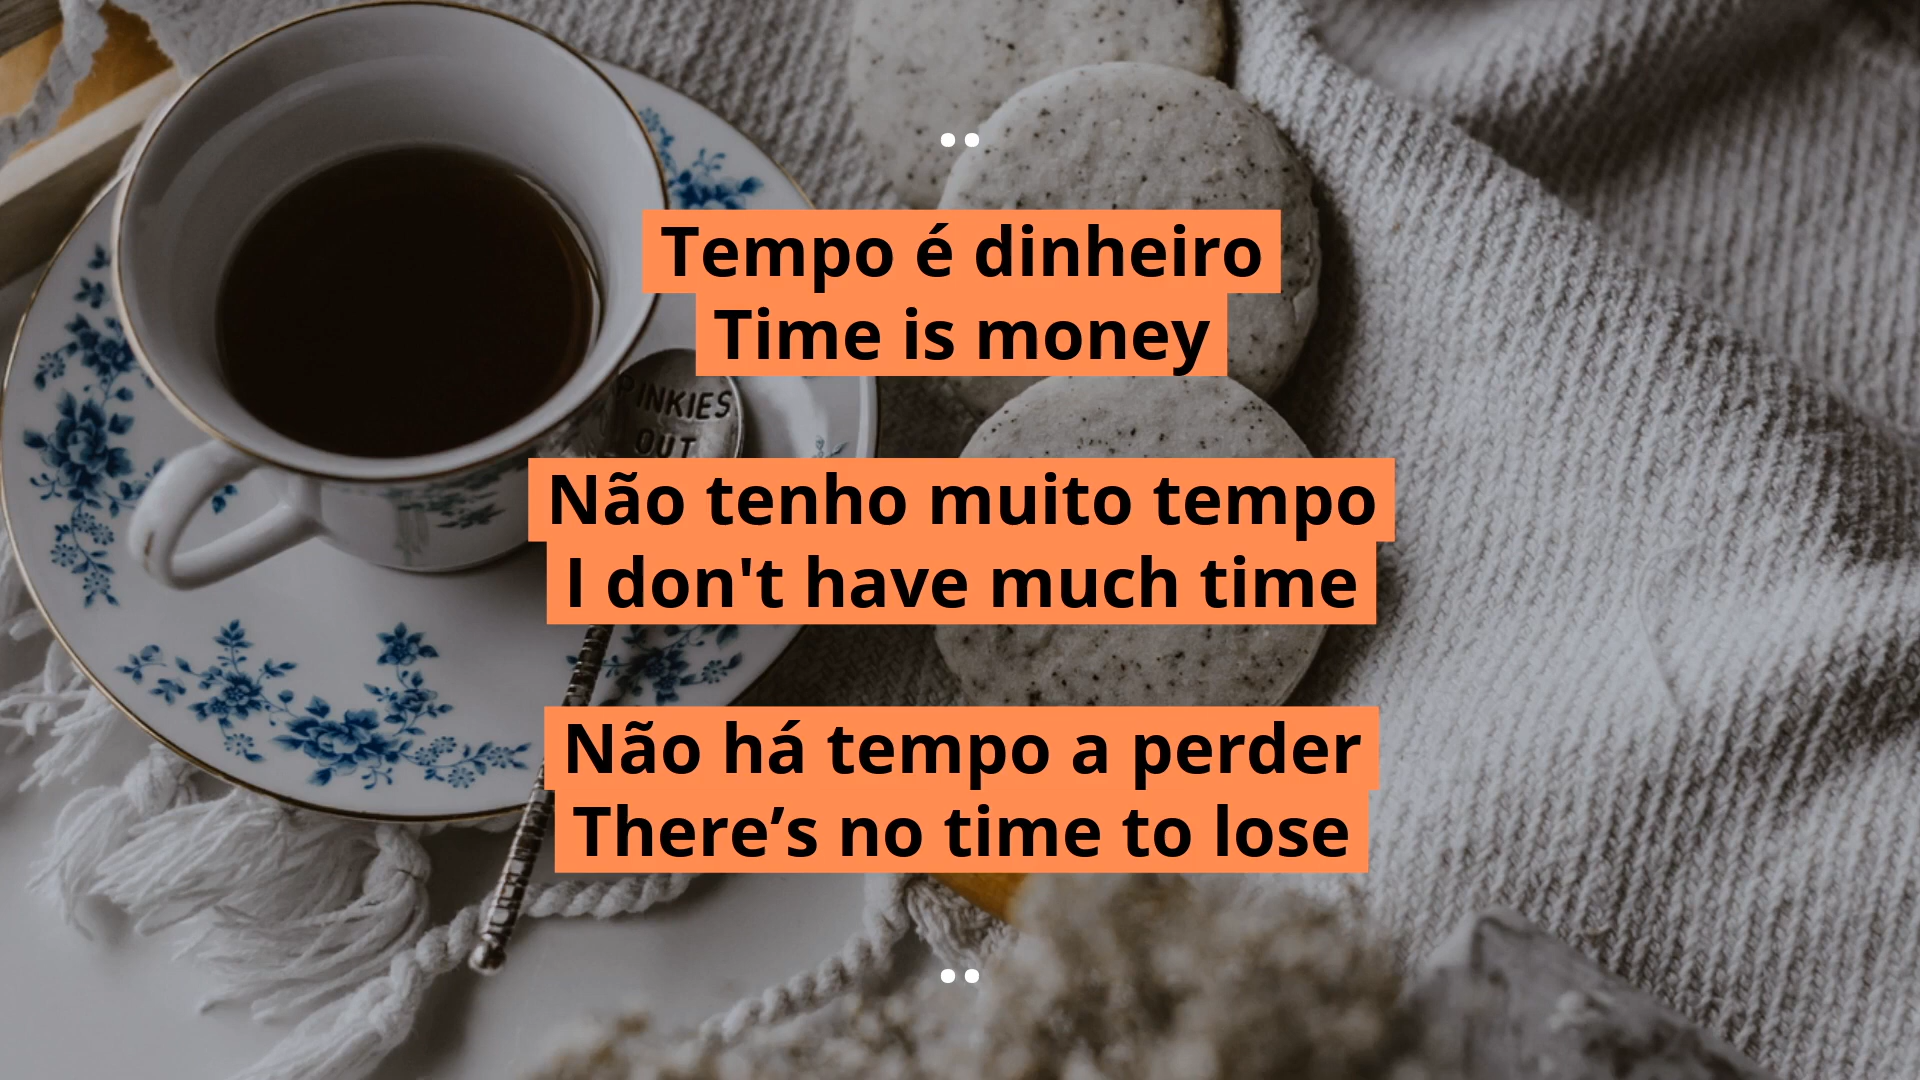 Tempo é dinheiro
Time is money
PINKIES
OUT
Não tenho muito tempo
I don't have much time
Não há tempo a perder
There’s no time to lose